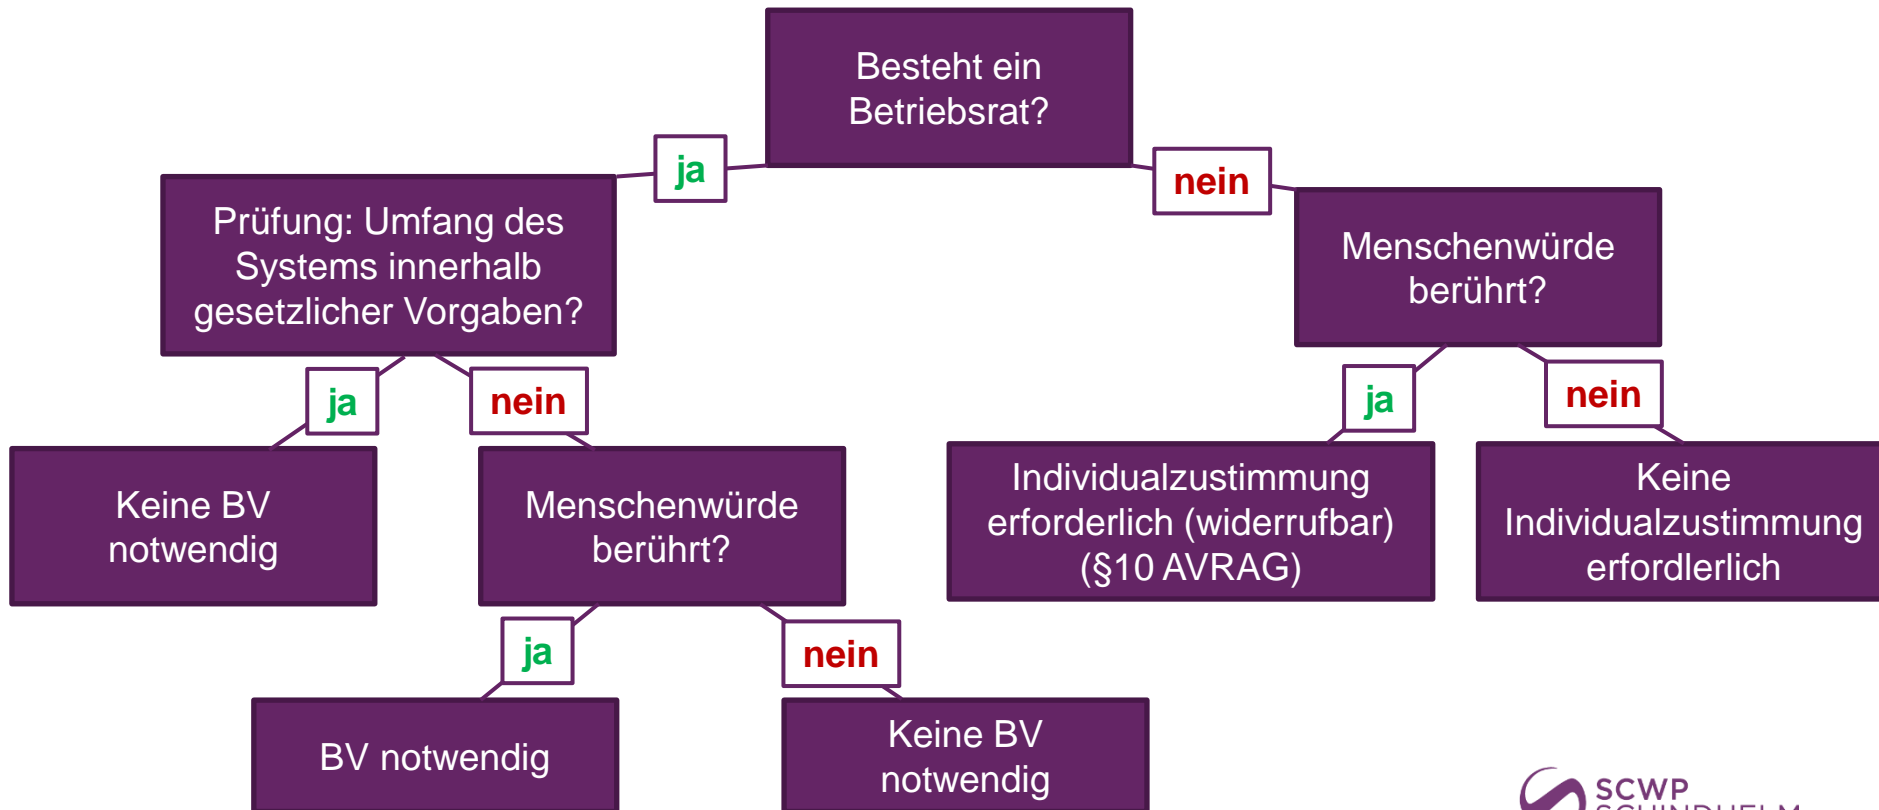 Besteht ein
Betriebsrat?
ja
nein
Prüfung: Umfang des
Systems innerhalb
gesetzlicher Vorgaben?
Menschenwürde
berührt?
ja
nein
ja
nein
Keine BV
notwendig
Menschenwürde
berührt?
Individualzustimmung
erforderlich (widerrufbar)
(§10 AVRAG)
Keine
Individualzustimmung
erfordlerlich
ja
nein
BV notwendig
Keine BV
notwendig
SCWP
SCHINDHELM